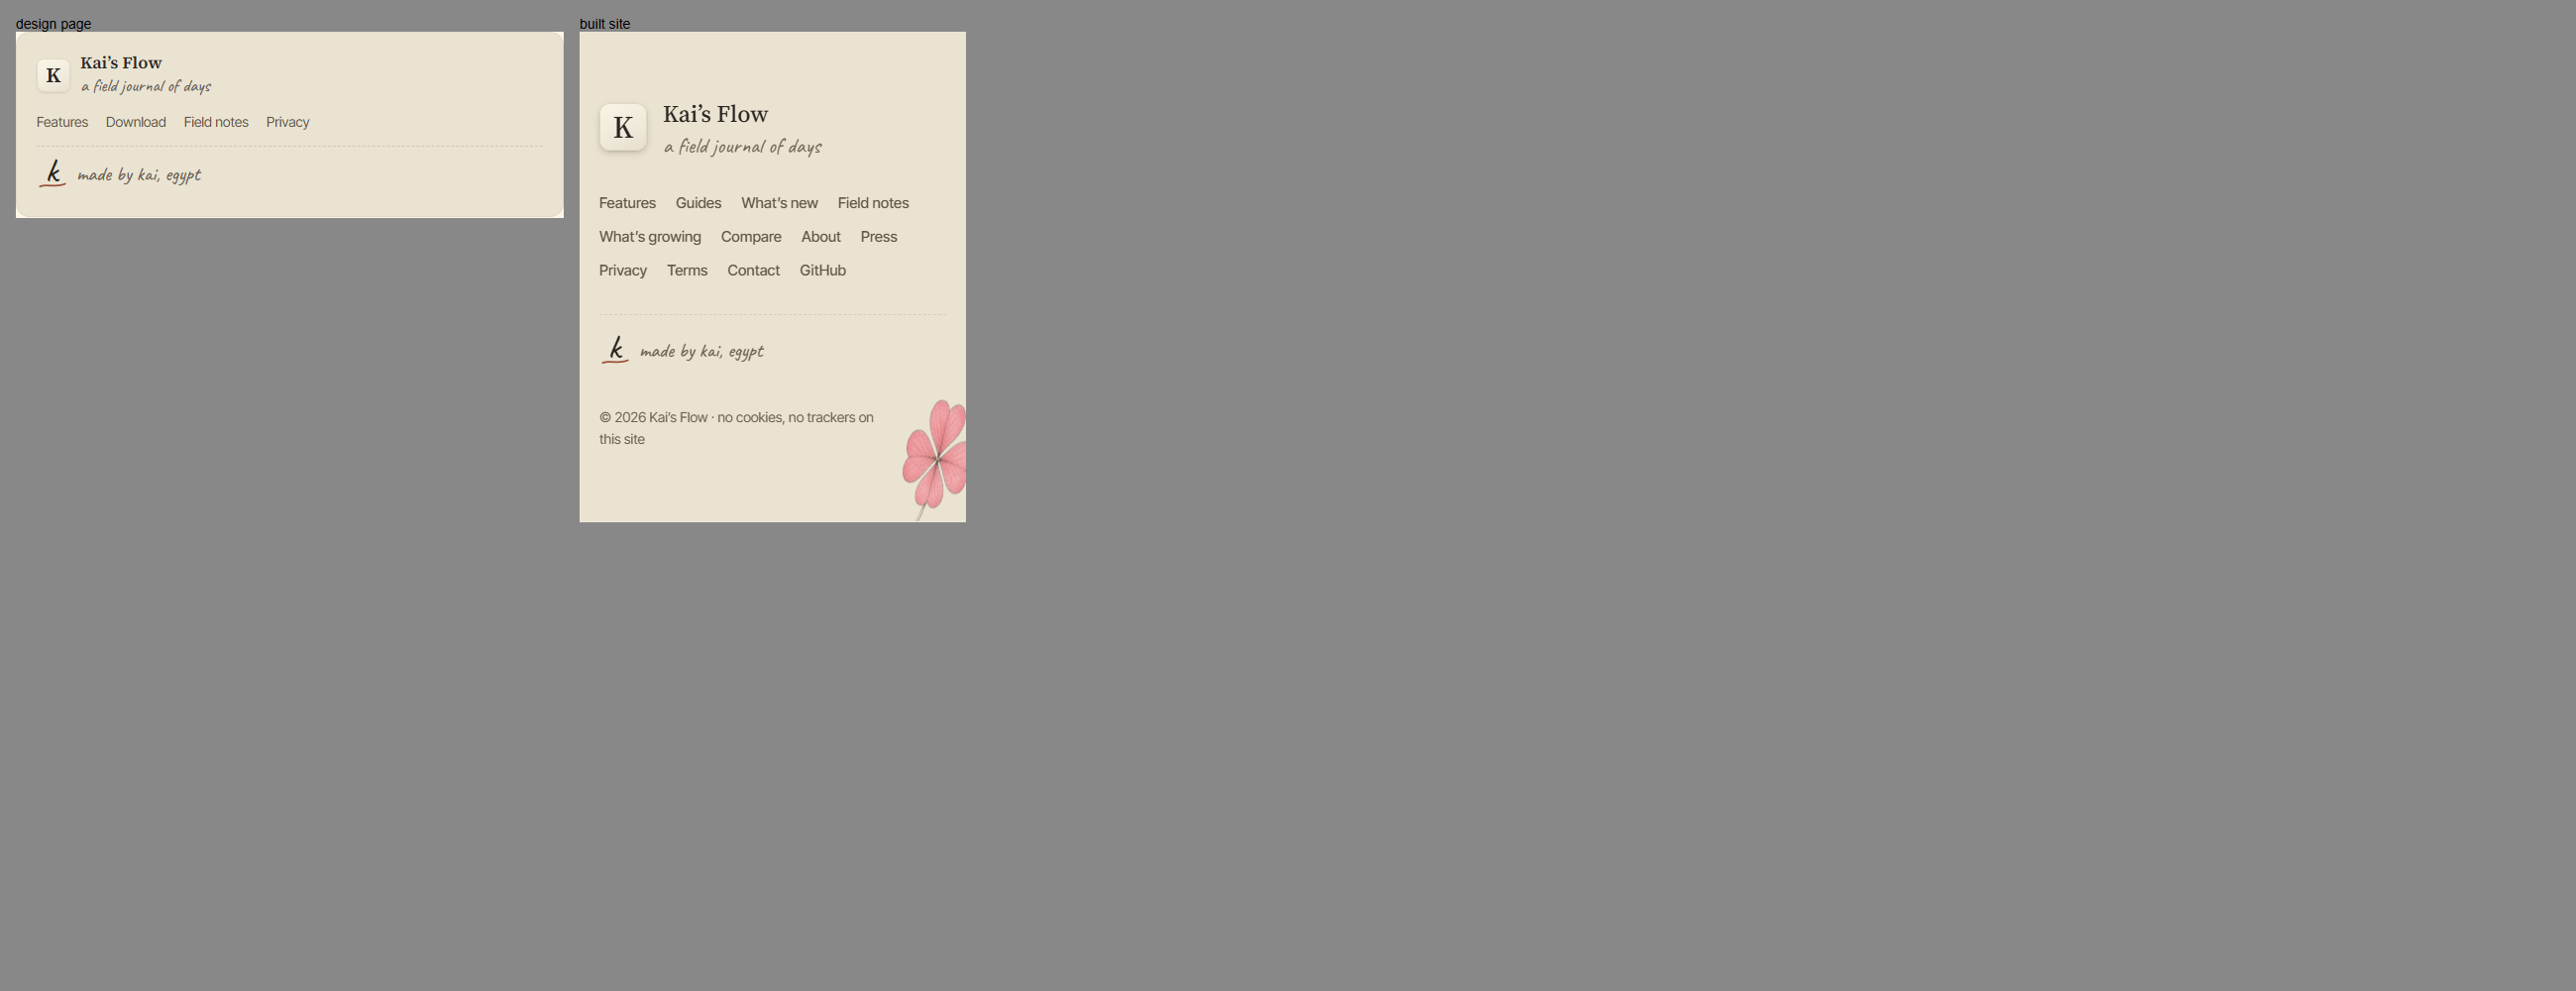 design page
K
Kai’s Flow
a field journal of days
Features Download Field notes Privacy
k made by kai, egypt
built site
K
Kai’s Flow
a field journal of days
Features Guides What’s new Field notes
What’s growing Compare About Press
Privacy Terms Contact GitHub
k made by kai, egypt
© 2026 Kai’s Flow · no cookies, no trackers on
this site